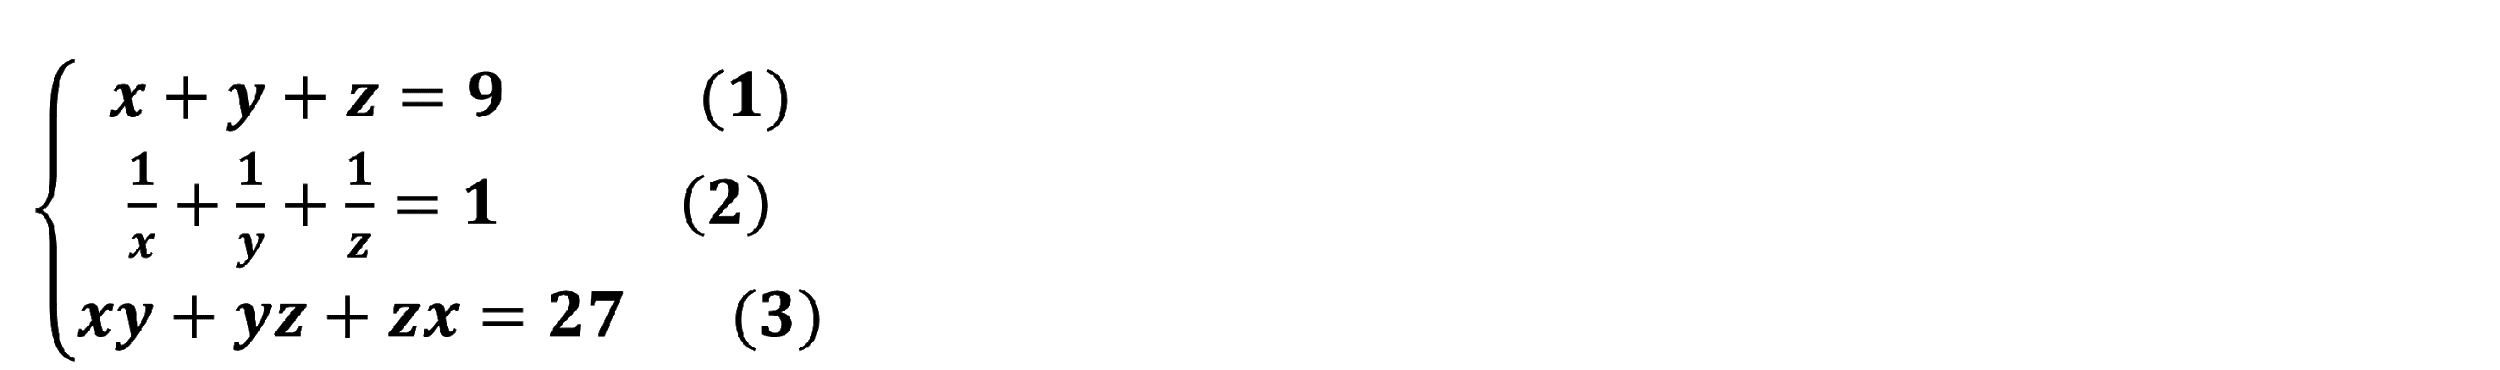 x + y + z = 9 (1)
1/x + 1/y + 1/z = 1 (2)
xy + yz + zx = 27 (3)